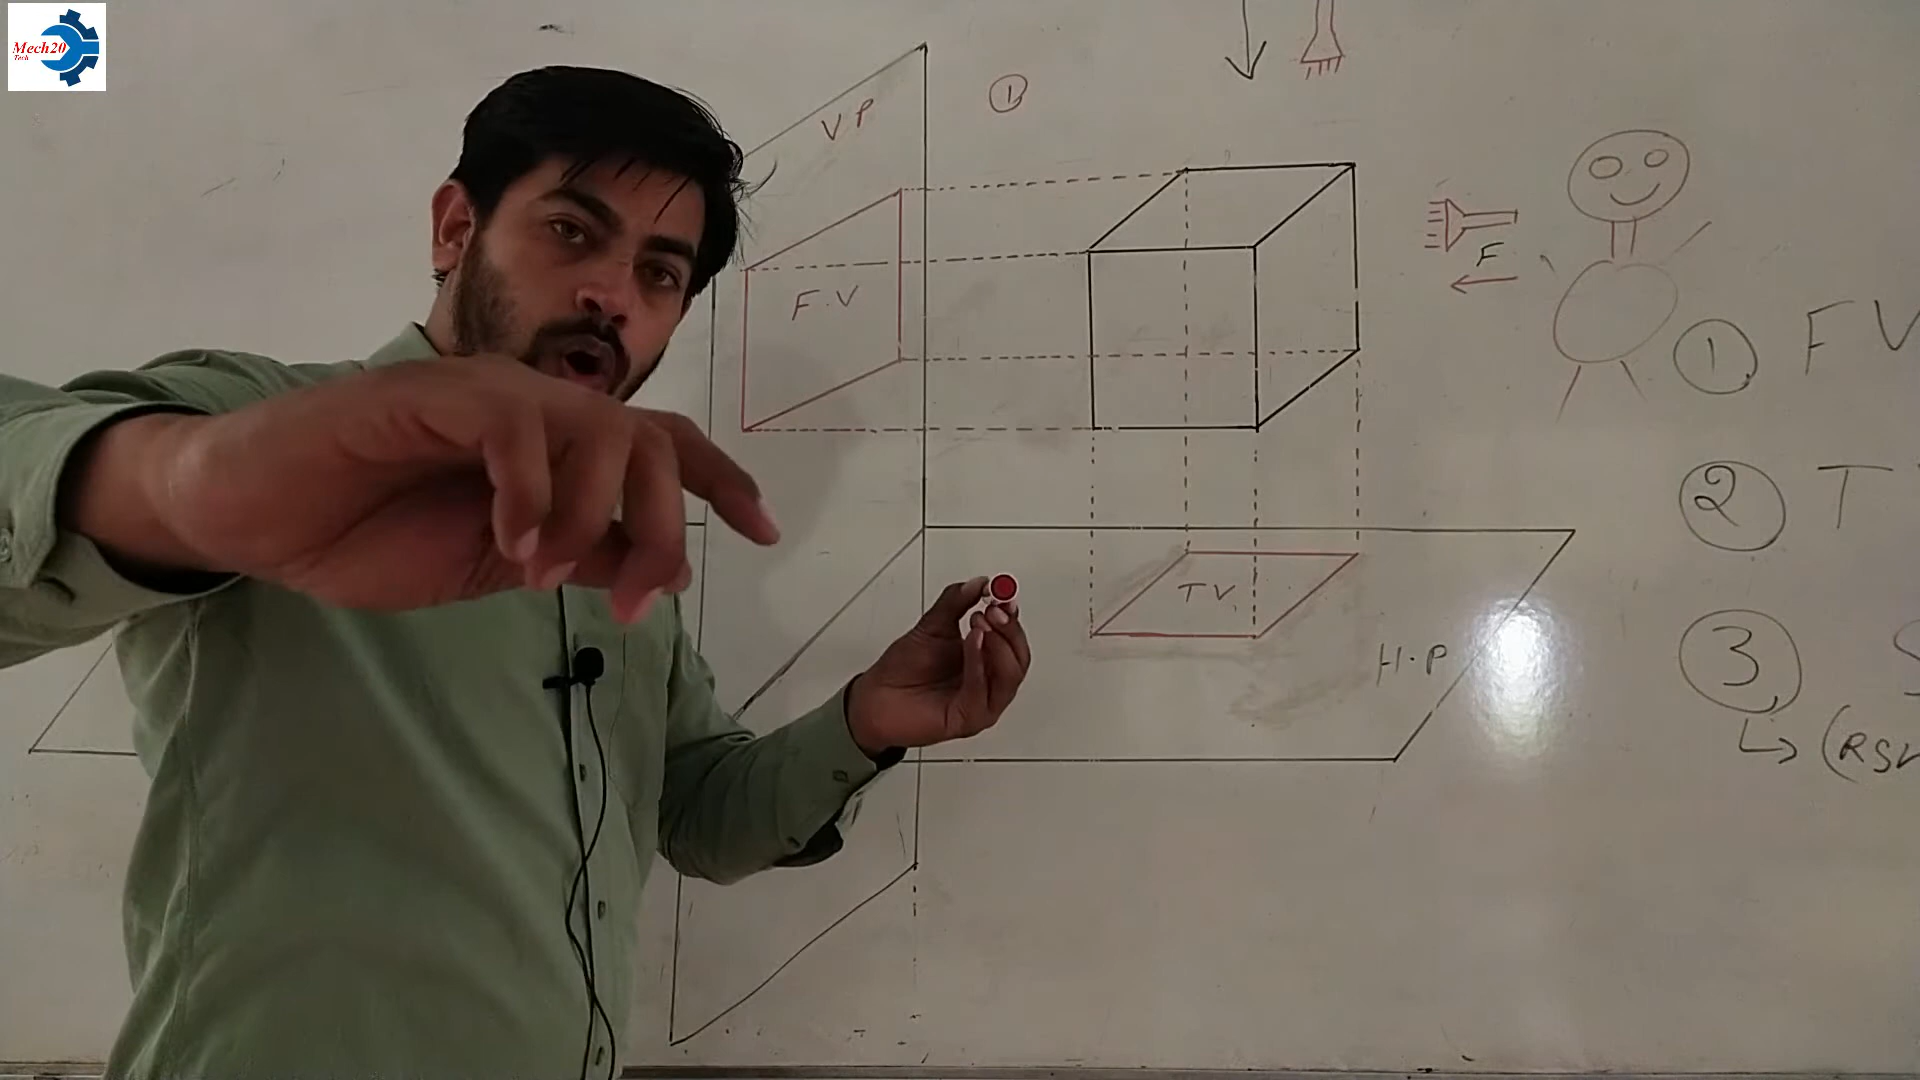 Mech20
Tech
V P
1
F.V
F
1 FV
2 T
T V.
H.P
3, S
↳ (RSV